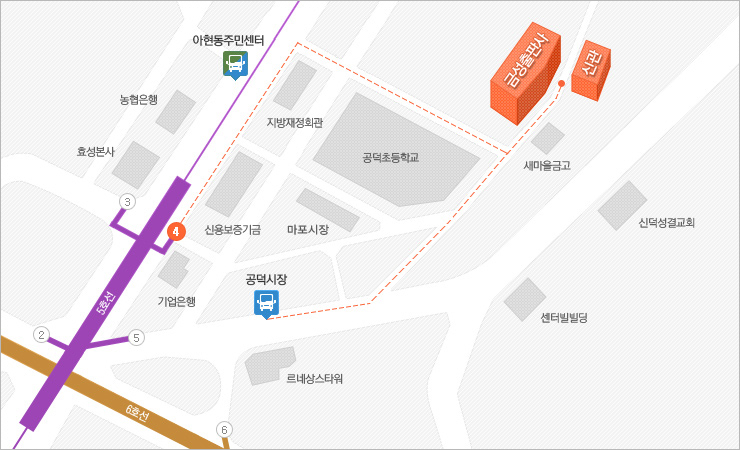 아현동주민센터
금성출판사
신관
농협은행
지방재정회관
효성본사
공덕초등학교
새마을금고
3
4
신용보증기금
마포시장
신덕성결교회
공덕시장
기업은행
5호선
센터빌빌딩
2
5
르네상스타워
6호선
6